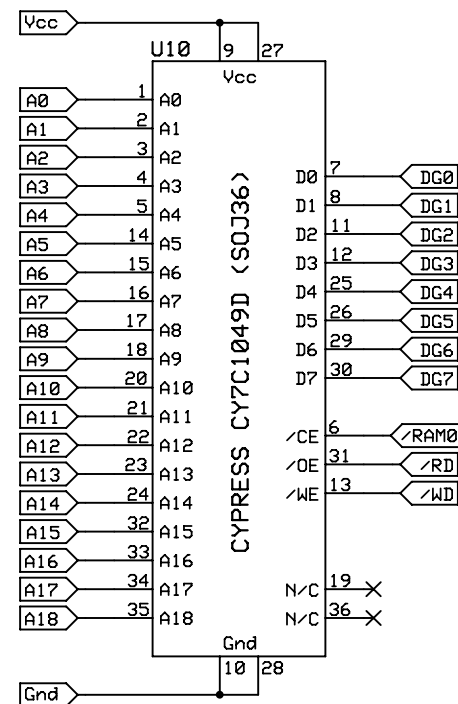 Vcc
U10 9 27
Vcc
A0 1 A0
A1 2 A1
A2 3 A2
A3 4 A3
A4 5 A4
A5 14 A5
A6 15 A6
A7 16 A7
A8 17 A8
A9 18 A9
A10 20 A10
A11 21 A11
A12 22 A12
A13 23 A13
A14 24 A14
A15 32 A15
A16 33 A16
A17 34 A17
A18 35 A18
CYPRESS CY7C1049D (SOJ36)
D0 7 DG0
D1 8 DG1
D2 11 DG2
D3 12 DG3
D4 25 DG4
D5 26 DG5
D6 29 DG6
D7 30 DG7
/CE 6 /RAM0
/OE 31 /RD
/WE 13 /WD
N/C 19
N/C 36
Gnd
10 28
Gnd